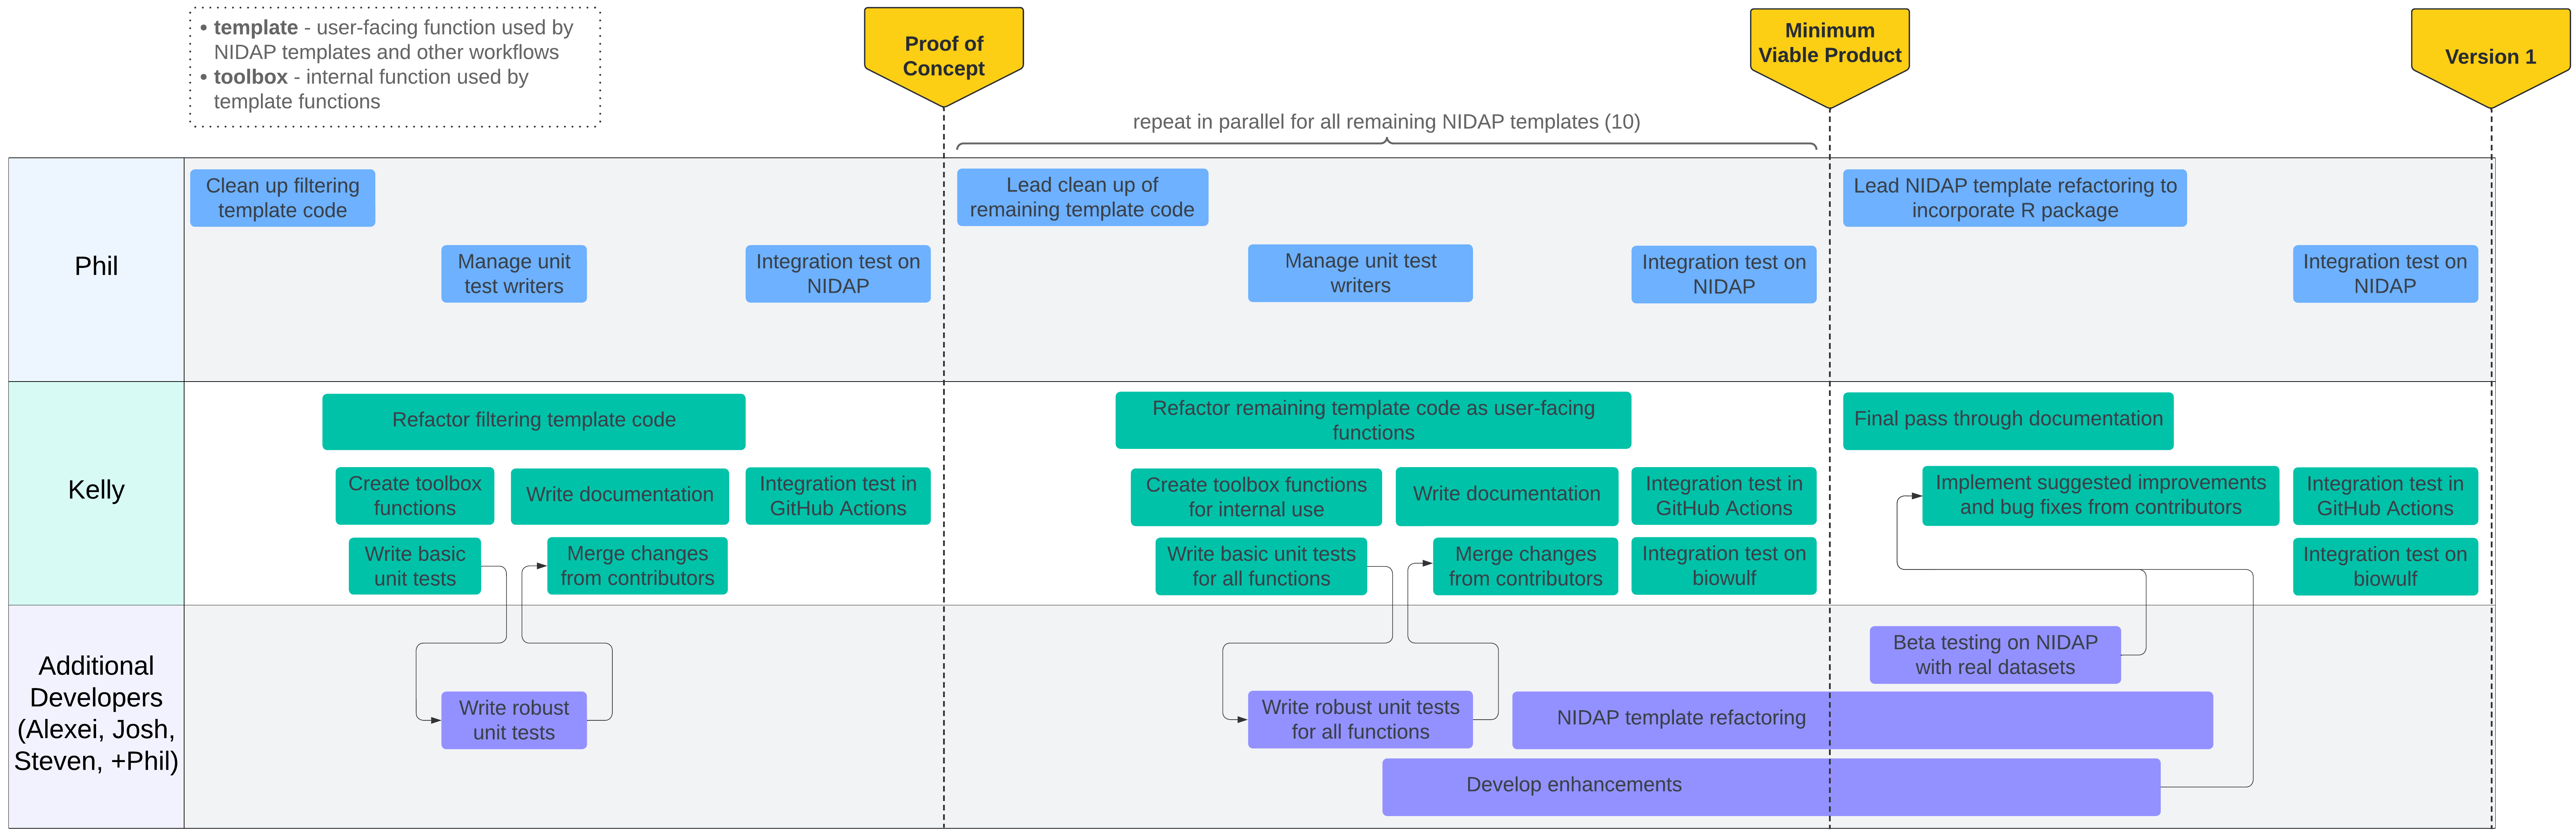 • template - user-facing function used by
NIDAP templates and other workflows
• toolbox - internal function used by
template functions
Proof of
Concept
Minimum
Viable Product
Version 1
repeat in parallel for all remaining NIDAP templates (10)
Phil
Clean up filtering
template code
Lead clean up of
remaining template code
Lead NIDAP template refactoring to
incorporate R package
Manage unit
test writers
Integration test on
NIDAP
Manage unit test
writers
Integration test on
NIDAP
Integration test on
NIDAP
Kelly
Refactor filtering template code
Refactor remaining template code as user-facing
functions
Final pass through documentation
Create toolbox
functions
Write documentation
Integration test in
GitHub Actions
Create toolbox functions
for internal use
Write documentation
Integration test in
GitHub Actions
Implement suggested improvements
and bug fixes from contributors
Integration test in
GitHub Actions
Write basic
unit tests
Merge changes
from contributors
Write basic unit tests
for all functions
Merge changes
from contributors
Integration test on
biowulf
Integration test on
biowulf
Additional
Developers
(Alexei, Josh,
Steven, +Phil)
Beta testing on NIDAP
with real datasets
Write robust
unit tests
Write robust unit tests
for all functions
NIDAP template refactoring
Develop enhancements